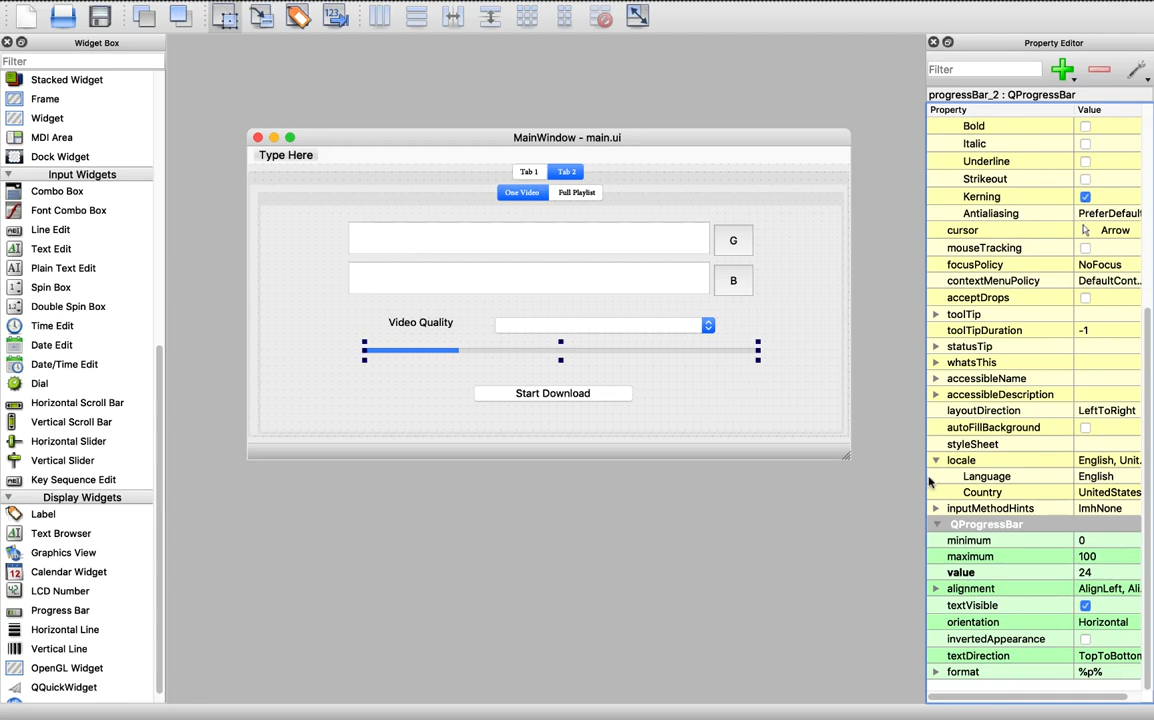 123
Widget Box
Filter
Stacked Widget
Frame
Widget
MDI Area
Dock Widget
Input Widgets
Combo Box
Font Combo Box
Line Edit
Text Edit
Plain Text Edit
Spin Box
Double Spin Box
Time Edit
Date Edit
Date/Time Edit
Dial
Horizontal Scroll Bar
Vertical Scroll Bar
Horizontal Slider
Vertical Slider
Key Sequence Edit
Display Widgets
Label
Text Browser
Graphics View
Calendar Widget
LCD Number
Progress Bar
Horizontal Line
Vertical Line
OpenGL Widget
QQuickWidget
MainWindow - main.ui
Type Here
Tab 1 Tab 2
One Video Full Playlist
G
B
Video Quality
Start Download
Property Editor
Filter
progressBar_2 : QProgressBar
Property Value
Bold
Italic
Underline
Strikeout
Kerning
Antialiasing PreferDefault
cursor Arrow
mouseTracking
focusPolicy NoFocus
contextMenuPolicy DefaultCont...
acceptDrops
toolTip
toolTipDuration -1
statusTip
whatsThis
accessibleName
accessibleDescription
layoutDirection LeftToRight
autoFillBackground
styleSheet
locale English, Unit...
Language English
Country UnitedStates
inputMethodHints ImhNone
QProgressBar
minimum 0
maximum 100
value 24
alignment AlignLeft, Ali...
textVisible
orientation Horizontal
invertedAppearance
textDirection TopToBottom
format %p%